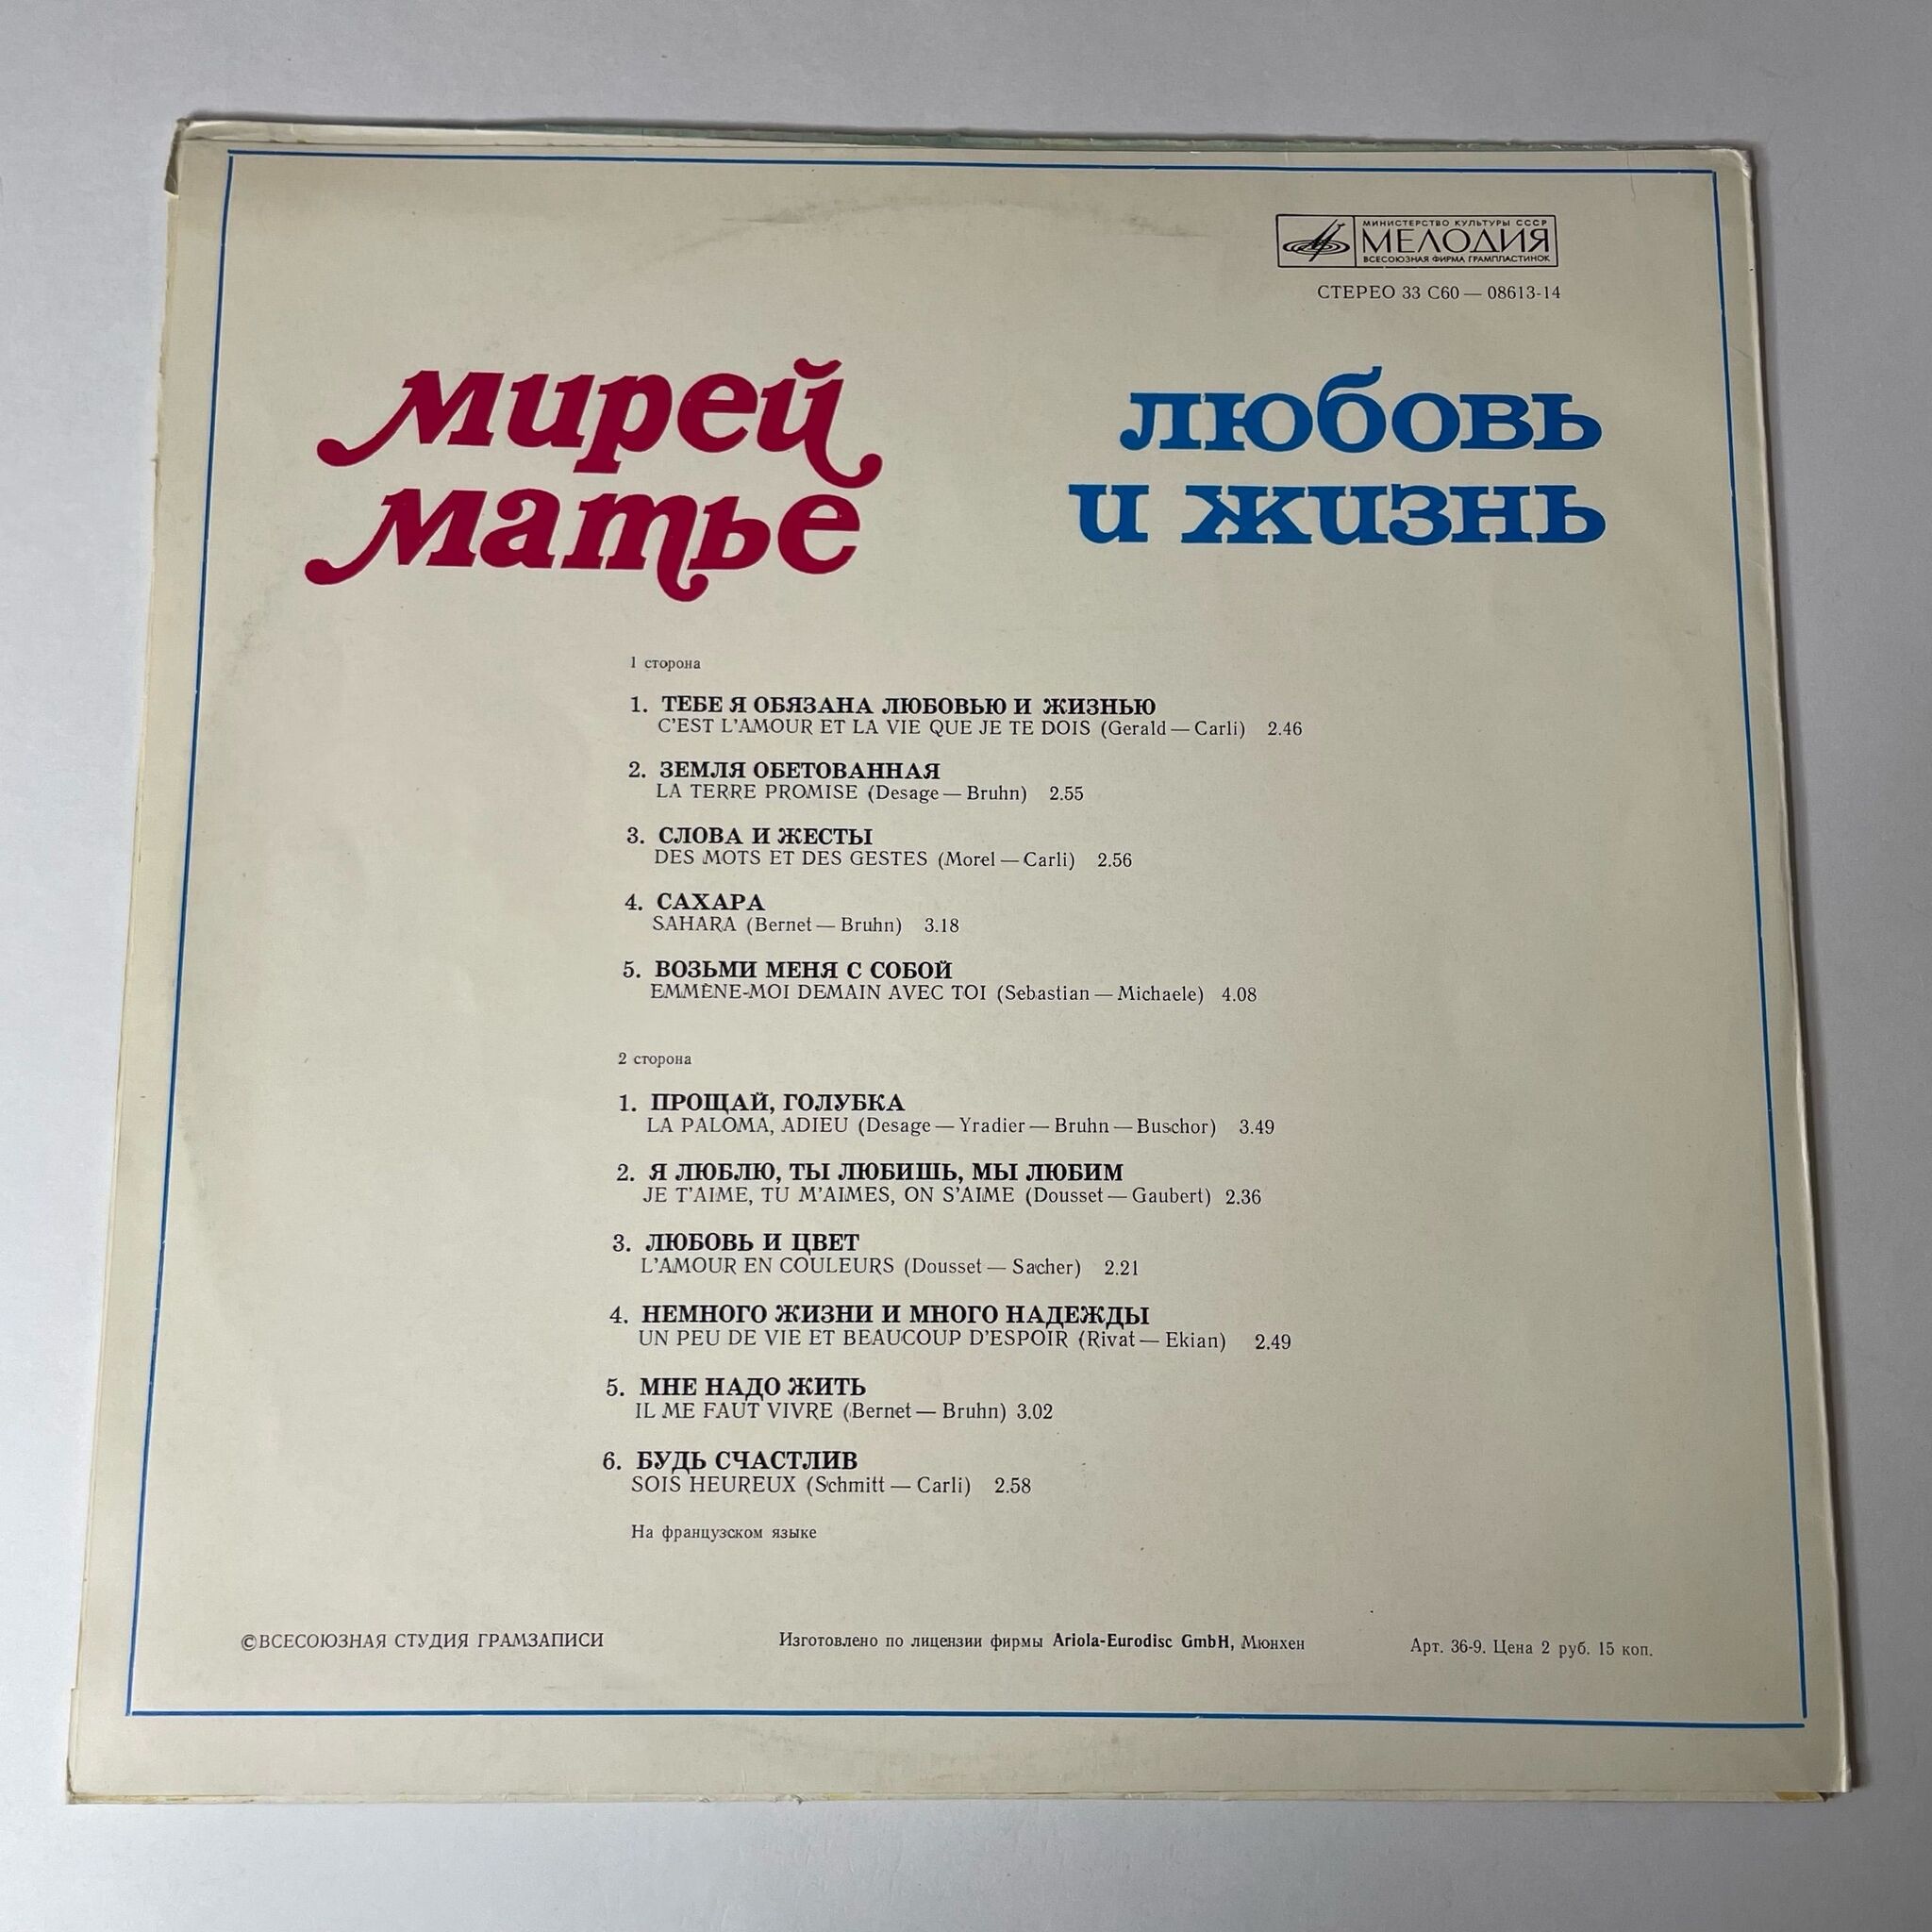 МИНИСТЕРСТВО КУЛЬТУРЫ СССР
МЕЛОДИЯ
ВСЕСОЮЗНАЯ ФИРМА ГРАМПЛАСТИНОК
СТЕРЕО 33 С60 — 08613-14
мирей
матье
любовь
и жизнь
1 сторона
1. ТЕБЕ Я ОБЯЗАНА ЛЮБОВЬЮ И ЖИЗНЬЮ
C'EST L'AMOUR ET LA VIE QUE JE TE DOIS (Gerald — Carli) 2.46
2. ЗЕМЛЯ ОБЕТОВАННАЯ
LA TERRE PROMISE (Desage — Bruhn) 2.55
3. СЛОВА И ЖЕСТЫ
DES MOTS ET DES GESTES (Morel — Carli) 2.56
4. САХАРА
SAHARA (Bernet — Bruhn) 3.18
5. ВОЗЬМИ МЕНЯ С СОБОЙ
EMMÈNE-MOI DEMAIN AVEC TOI (Sebastian — Michaele) 4.08
2 сторона
1. ПРОЩАЙ, ГОЛУБКА
LA PALOMA, ADIEU (Desage — Yradier — Bruhn — Buschor) 3.49
2. Я ЛЮБЛЮ, ТЫ ЛЮБИШЬ, МЫ ЛЮБИМ
JE T'AIME, TU M'AIMES, ON S'AIME (Dousset — Gaubert) 2.36
3. ЛЮБОВЬ И ЦВЕТ
L'AMOUR EN COULEURS (Dousset — Sacher) 2.21
4. НЕМНОГО ЖИЗНИ И МНОГО НАДЕЖДЫ
UN PEU DE VIE ET BEAUCOUP D'ESPOIR (Rivat — Ekian) 2.49
5. МНЕ НАДО ЖИТЬ
IL ME FAUT VIVRE (Bernet — Bruhn) 3.02
6. БУДЬ СЧАСТЛИВ
SOIS HEUREUX (Schmitt — Carli) 2.58
На французском языке
©ВСЕСОЮЗНАЯ СТУДИЯ ГРАМЗАПИСИ
Изготовлено по лицензии фирмы Ariola-Eurodisc GmbH, Мюнхен
Арт. 36-9. Цена 2 руб. 15 коп.